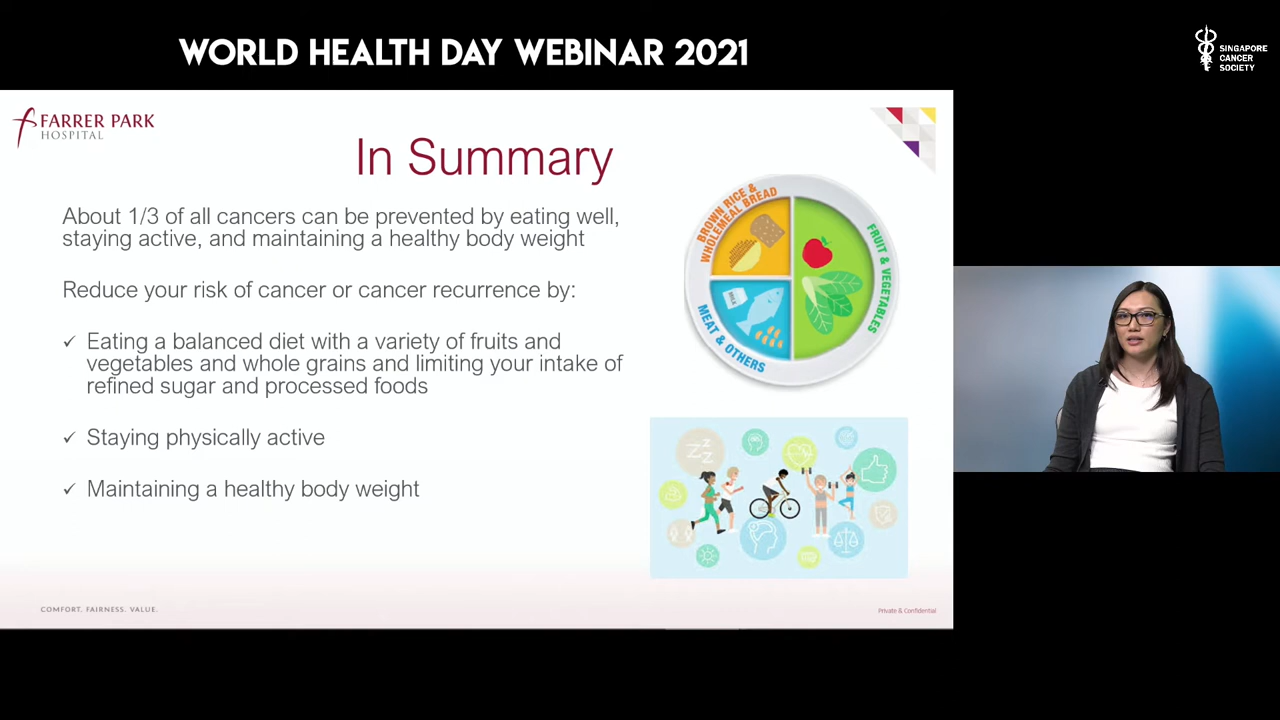 WORLD HEALTH DAY WEBINAR 2021
SINGAPORE
CANCER
SOCIETY
FARRER PARK
HOSPITAL
In Summary
About 1/3 of all cancers can be prevented by eating well,
staying active, and maintaining a healthy body weight
Reduce your risk of cancer or cancer recurrence by:
✓ Eating a balanced diet with a variety of fruits and
vegetables and whole grains and limiting your intake of
refined sugar and processed foods
✓ Staying physically active
✓ Maintaining a healthy body weight
BROWN RICE &
WHOLEMEAL BREAD
FRUIT & VEGETABLES
MEAT & OTHERS
MILK
ZZZ
COMFORT. FAIRNESS. VALUE.
Private & Confidential